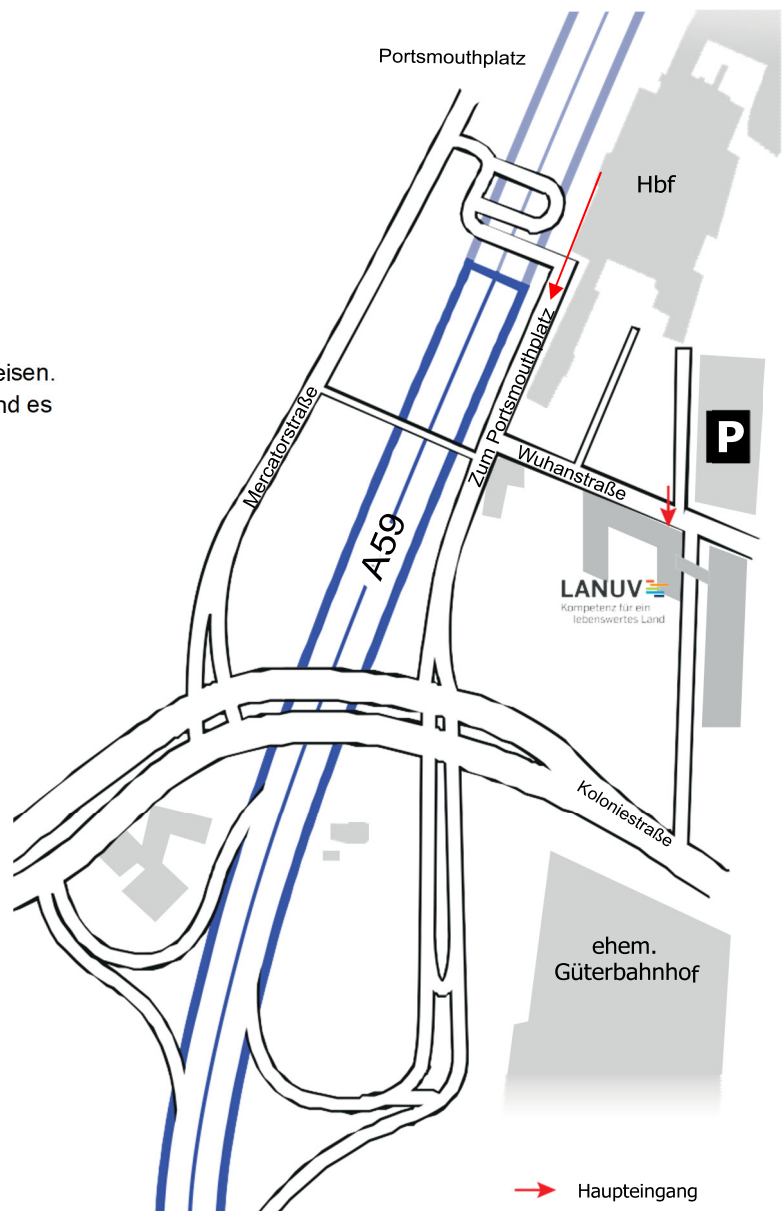 Portsmouthplatz
Hbf
eisen.
nd es
Zum Portsmouthplatz
Mercatorstraße
P
Wuhanstraße
A59
LANUV
Kompetenz für ein
lebenswertes Land
Koloniestraße
ehem.
Güterbahnhof
Haupteingang